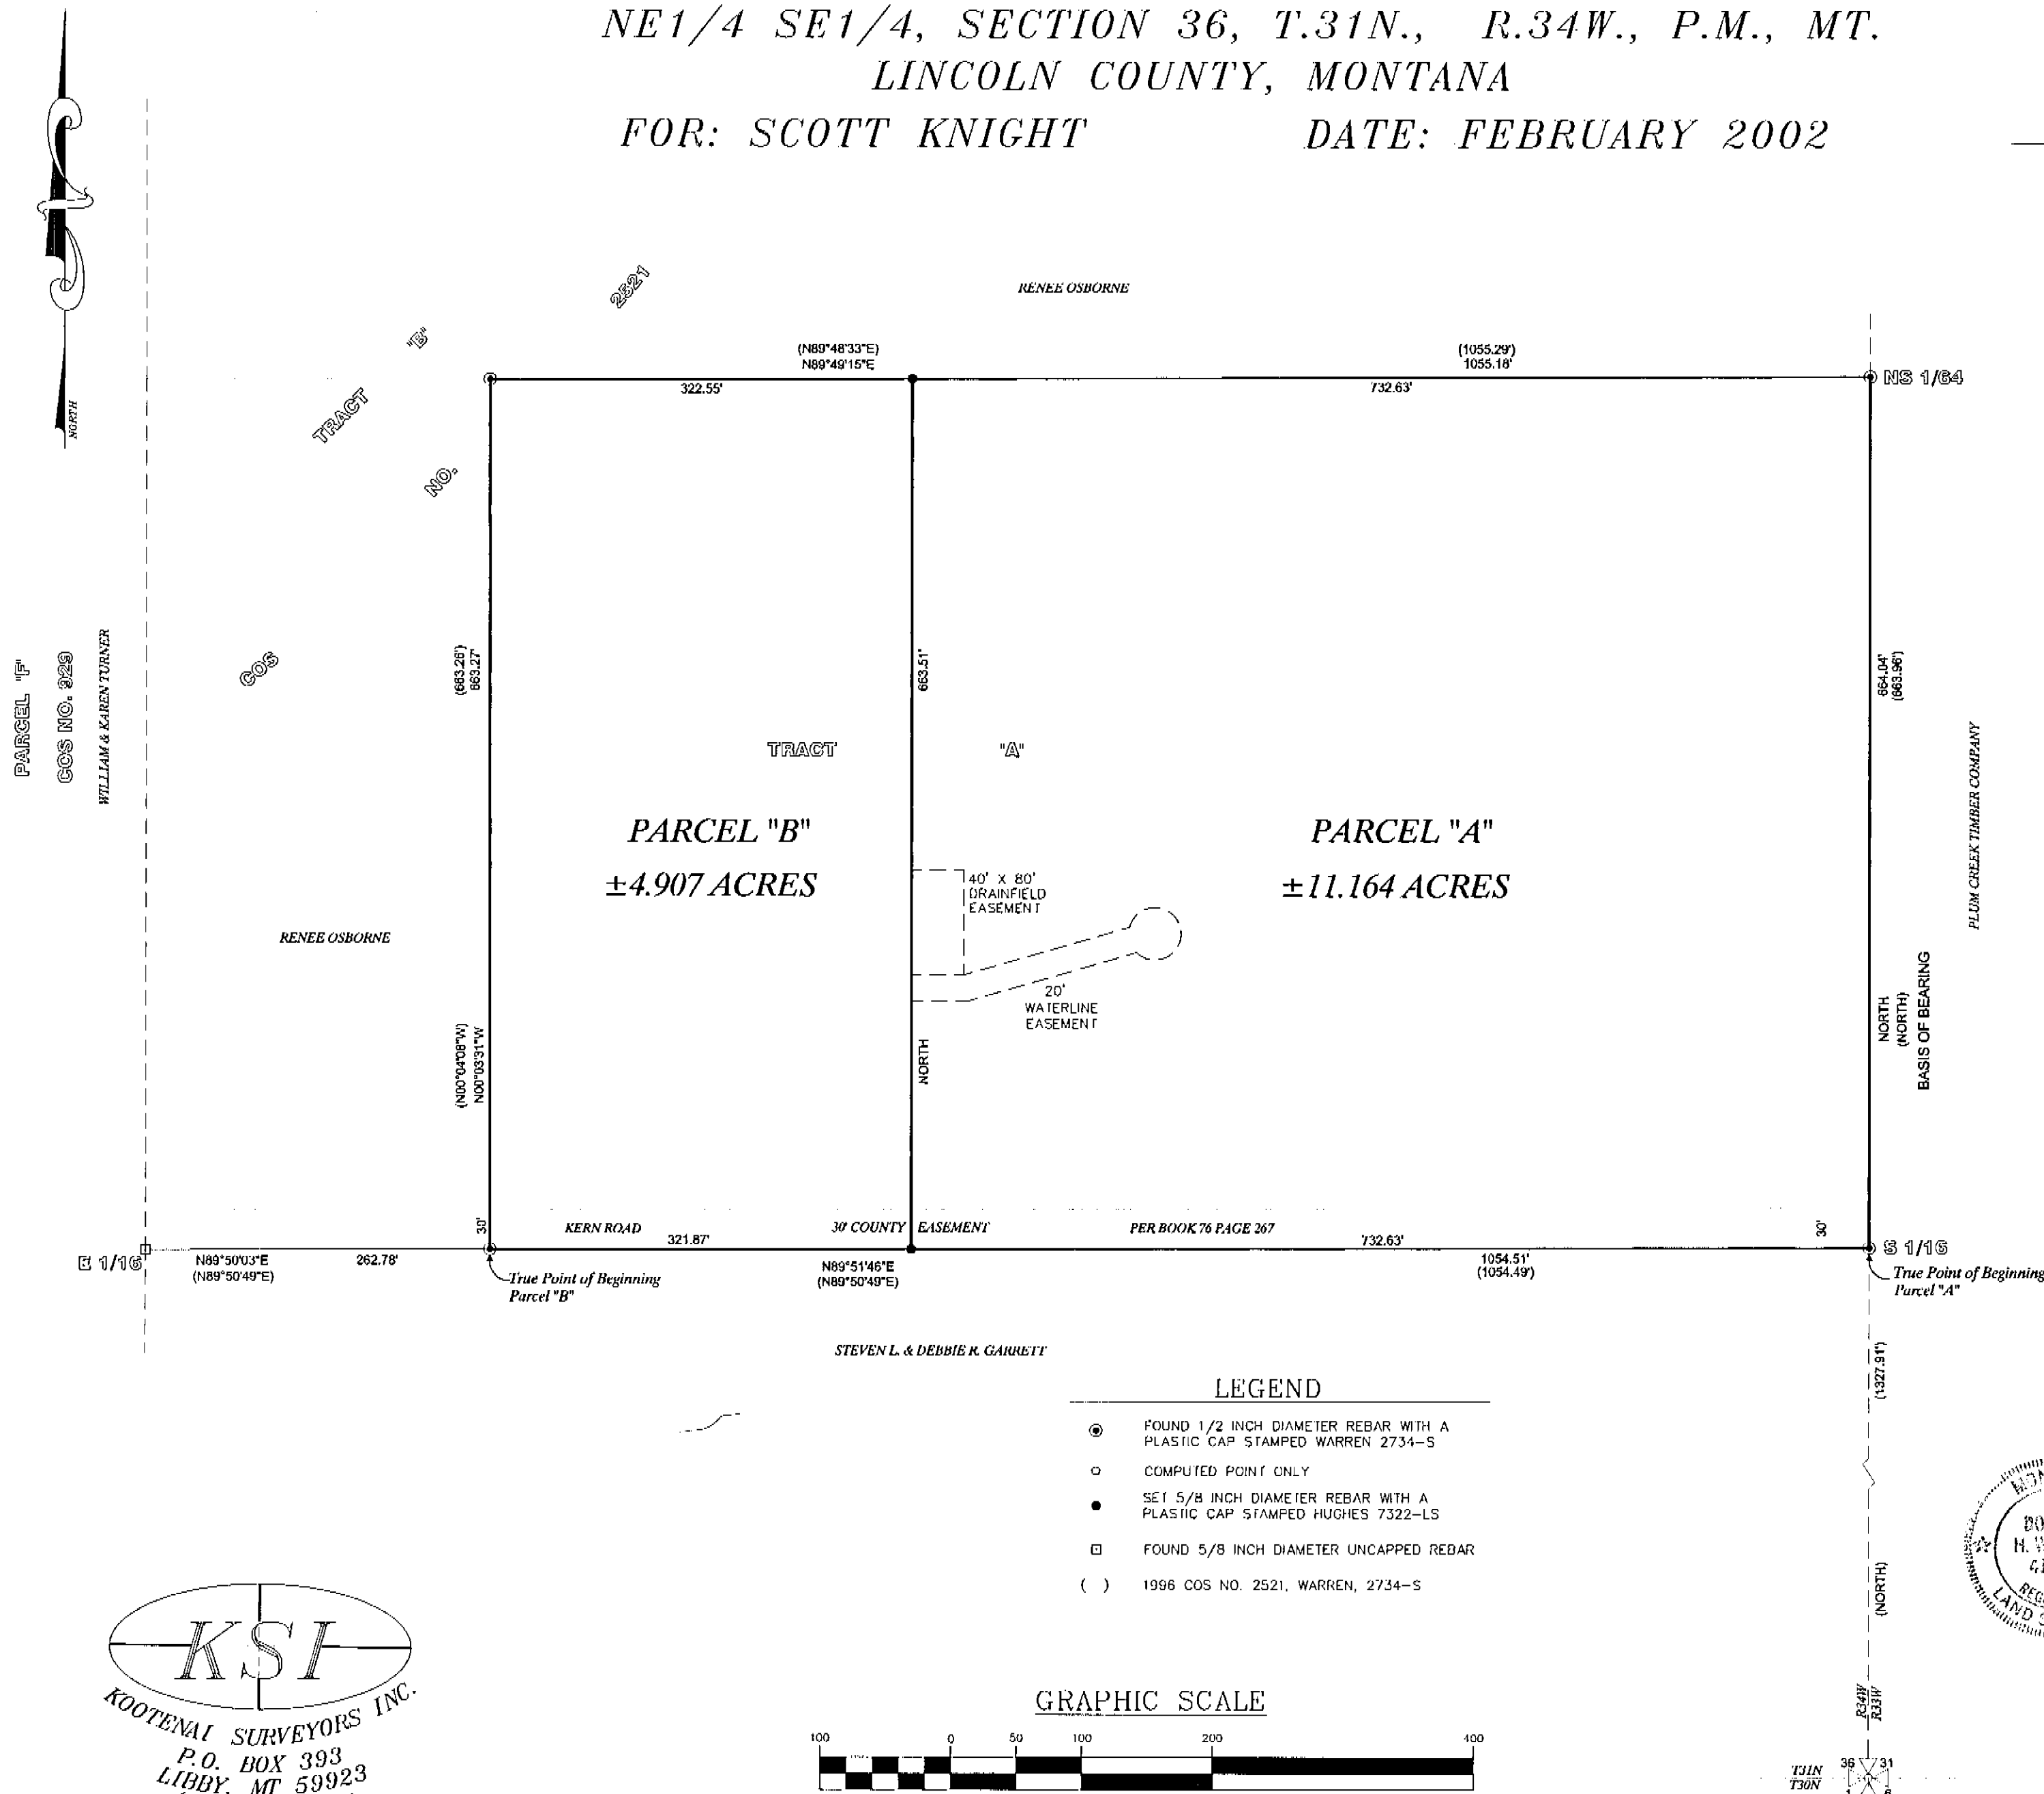 NE1/4 SE1/4, SECTION 36, T.31N., R.34W., P.M., MT.
LINCOLN COUNTY, MONTANA
FOR: SCOTT KNIGHT DATE: FEBRUARY 2002
NORTH
2521
"B"
TRACT
NO.
COS
RENEE OSBORNE
(N89°48'33"E)
N89°49'15"E
322.55'
(1055.29')
1055.18'
732.63'
NS 1/64
PARCEL "F"
COS NO. 929
WILLIAM & KAREN TURNER
(663.26')
663.27'
663.51'
664.04'
(663.96')
TRACT "A"
PARCEL "B"
±4.907 ACRES
PARCEL "A"
±11.164 ACRES
PLUM CREEK TIMBER COMPANY
40' X 80'
DRAINFIELD
EASEMENT
RENEE OSBORNE
20'
WATERLINE
EASEMENT
(N00°04'08"W)
N00°03'31"W
NORTH
NORTH
(NORTH)
BASIS OF BEARING
30'
KERN ROAD
30' COUNTY EASEMENT
PER BOOK 76 PAGE 267
30'
321.87'
732.63'
E 1/16
N89°50'03"E
(N89°50'49"E)
262.78'
True Point of Beginning
Parcel "B"
N89°51'46"E
(N89°50'49"E)
1054.51'
(1054.49')
S 1/16
True Point of Beginning
Parcel "A"
STEVEN L. & DEBBIE R. GARRETT
(1327.91')
(NORTH)
LEGEND
FOUND 1/2 INCH DIAMETER REBAR WITH A
PLASTIC CAP STAMPED WARREN 2734-S
COMPUTED POINT ONLY
SET 5/8 INCH DIAMETER REBAR WITH A
PLASTIC CAP STAMPED HUGHES 7322-LS
FOUND 5/8 INCH DIAMETER UNCAPPED REBAR
( ) 1996 COS NO. 2521, WARREN, 2734-S
KSI
KOOTENAI SURVEYORS INC.
P.O. BOX 393
LIBBY, MT 59923
GRAPHIC SCALE
100 0 50 100 200 400
R34W
R33W
T31N
T30N
36 31
1 6
LAND